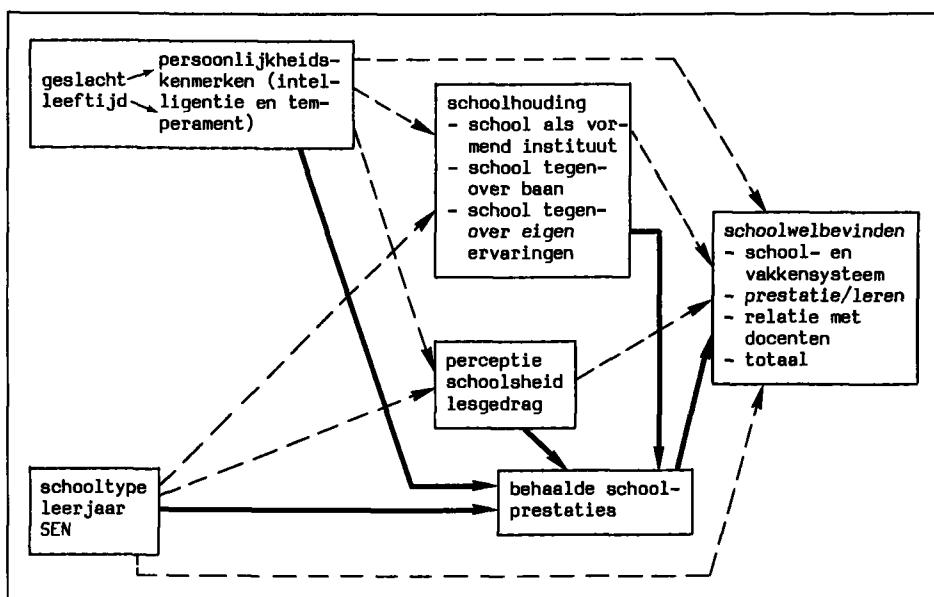 geslacht
leeftijd
persoonlijkheids-
kenmerken (intel-
ligentie en tem-
perament)
schoolhouding
- school als vor-
mend instituut
- school tegen-
over baan
- school tegen-
over eigen
ervaringen
schoolwelbevinden
- school- en
vakkensysteem
- prestatie/leren
- relatie met
docenten
- totaal
perceptie
schoolsheid
lesgedrag
schooltype
leerjaar
SEN
behaalde school-
prestaties